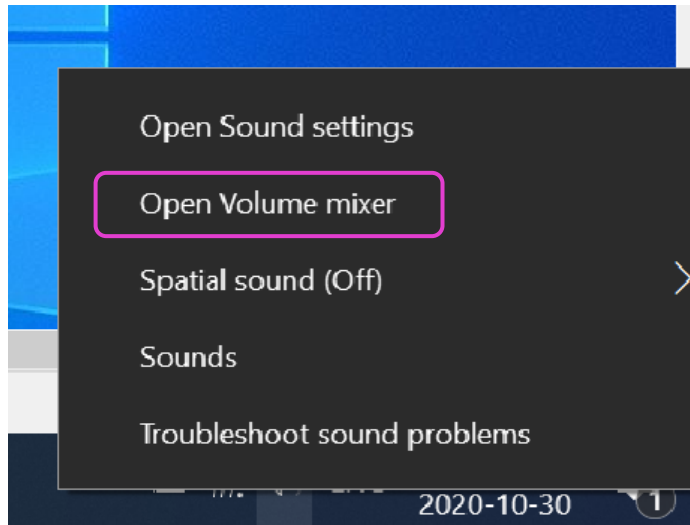 Open Sound settings
Open Volume mixer
Spatial sound (Off)
Sounds
Troubleshoot sound problems
2020-10-30
1